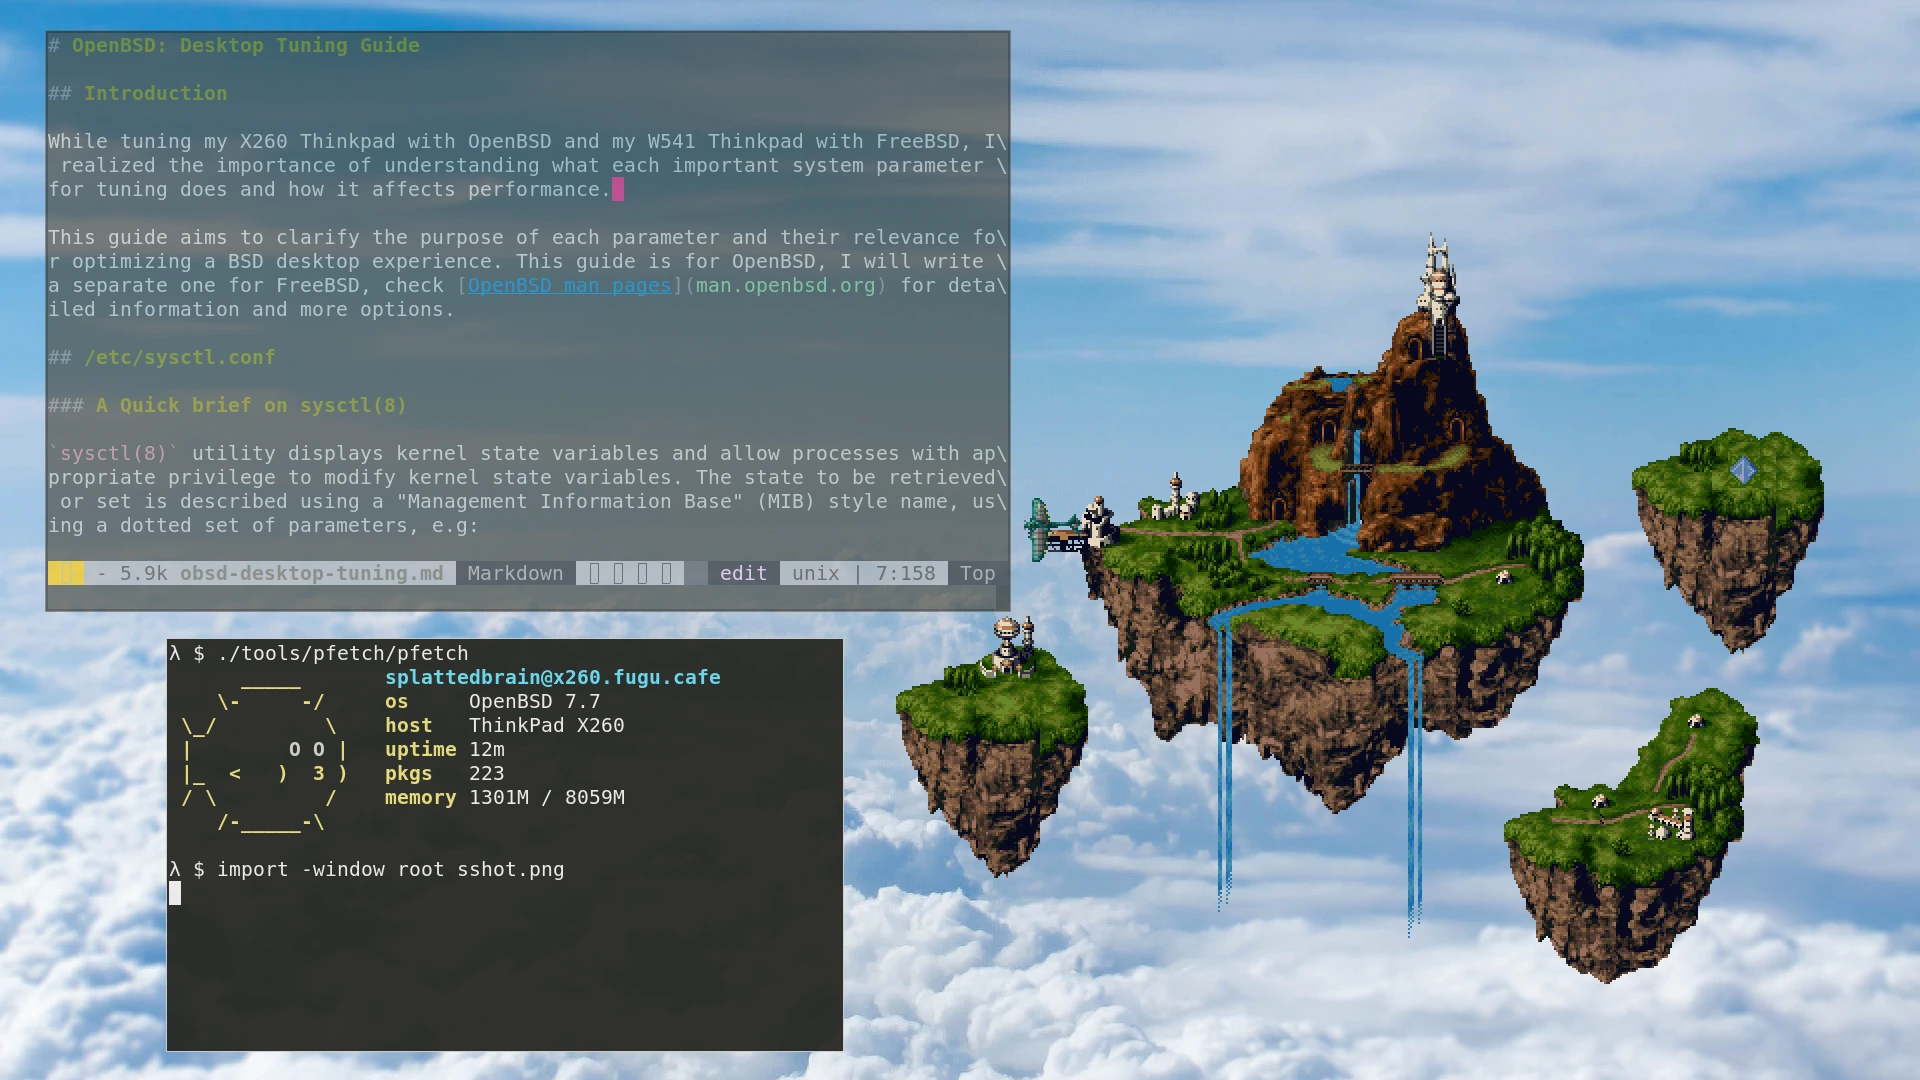 # OpenBSD: Desktop Tuning Guide
## Introduction
While tuning my X260 Thinkpad with OpenBSD and my W541 Thinkpad with FreeBSD, I\
 realized the importance of understanding what each important system parameter \
for tuning does and how it affects performance.
This guide aims to clarify the purpose of each parameter and their relevance fo\
r optimizing a BSD desktop experience. This guide is for OpenBSD, I will write \
a separate one for FreeBSD, check [OpenBSD man pages](man.openbsd.org) for deta\
iled information and more options.
## /etc/sysctl.conf
### A Quick brief on sysctl(8)
`sysctl(8)` utility displays kernel state variables and allow processes with ap\
propriate privilege to modify kernel state variables. The state to be retrieved\
 or set is described using a "Management Information Base" (MIB) style name, us\
ing a dotted set of parameters, e.g:
- 5.9k obsd-desktop-tuning.md Markdown edit unix | 7:158 Top
λ $ ./tools/pfetch/pfetch
      _____       splattedbrain@x260.fugu.cafe
    \-     -/     os     OpenBSD 7.7
 \_/         \    host   ThinkPad X260
 |        O O |   uptime 12m
 |_  <   )  3 )   pkgs   223
 / \         /    memory 1301M / 8059M
    /-_____-\
λ $ import -window root sshot.png